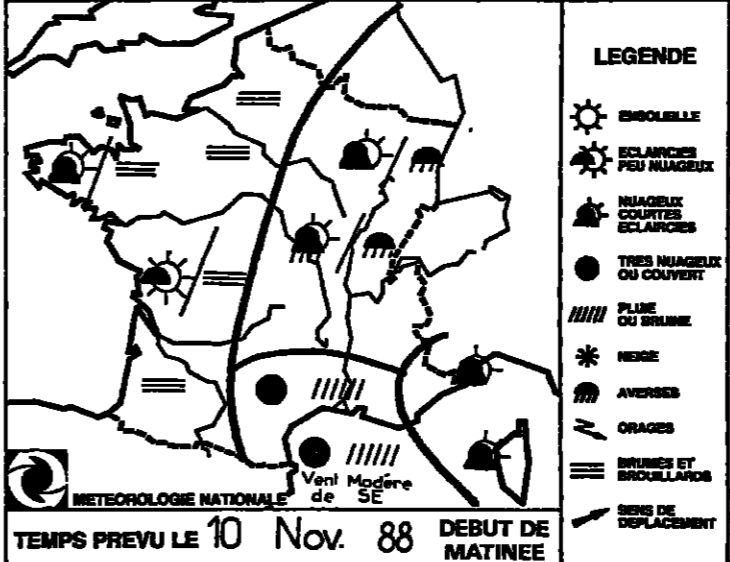 LEGENDE
ENSOLEILLE
ECLAIRCIES
PEU NUAGEUX
NUAGEUX
COURTES
ECLAIRCIES
TRES NUAGEUX
OU COUVERT
PLUIE
OU BRUINE
NEIGE
AVERSES
ORAGES
BRUMES ET
BROUILLARDS
SENS DE
DEPLACEMENT
Vent Modére
de SE
METEOROLOGIE NATIONALE
TEMPS PREVU LE 10 Nov. 88 DEBUT DE
MATINEE